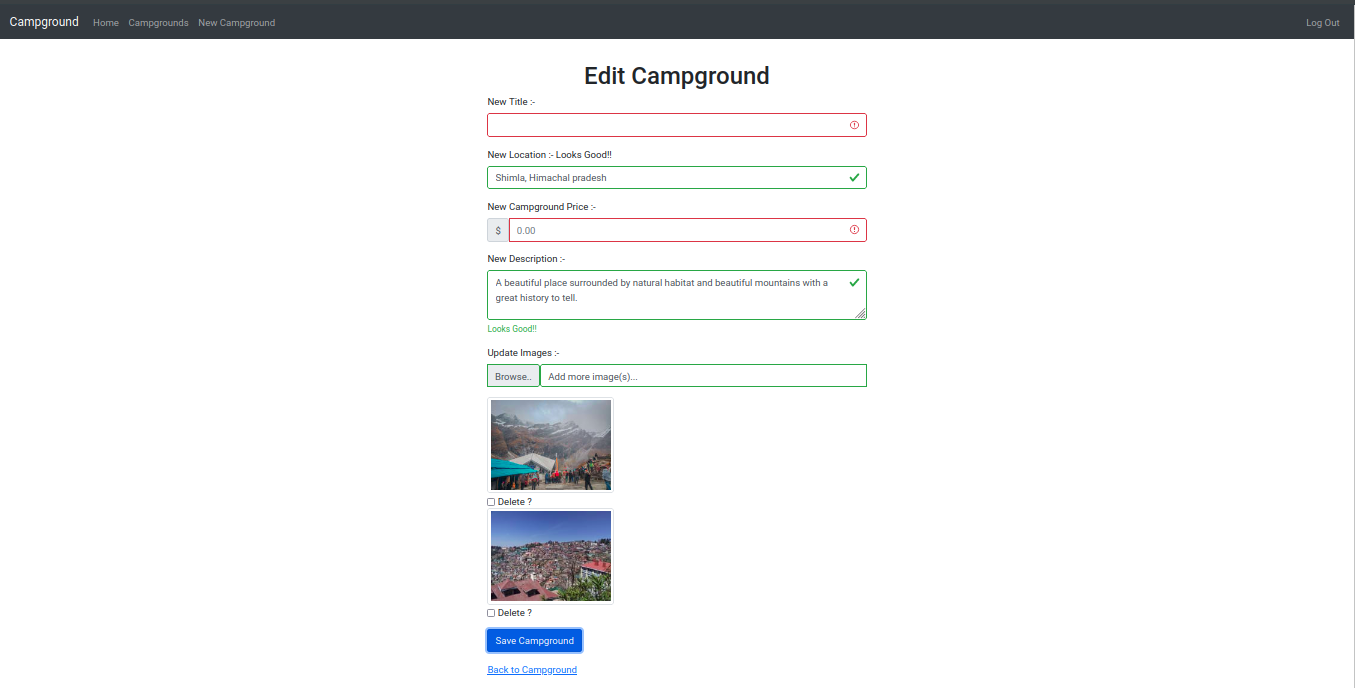 Campground Home Campgrounds New Campground Log Out
Edit Campground
New Title :-
New Location :- Looks Good!!
Shimla, Himachal pradesh
New Campground Price :-
$ 0.00
New Description :-
A beautiful place surrounded by natural habitat and beautiful mountains with a
great history to tell.
Looks Good!!
Update Images :-
Browse.. Add more image(s)...
Delete ?
Delete ?
Save Campground
Back to Campground